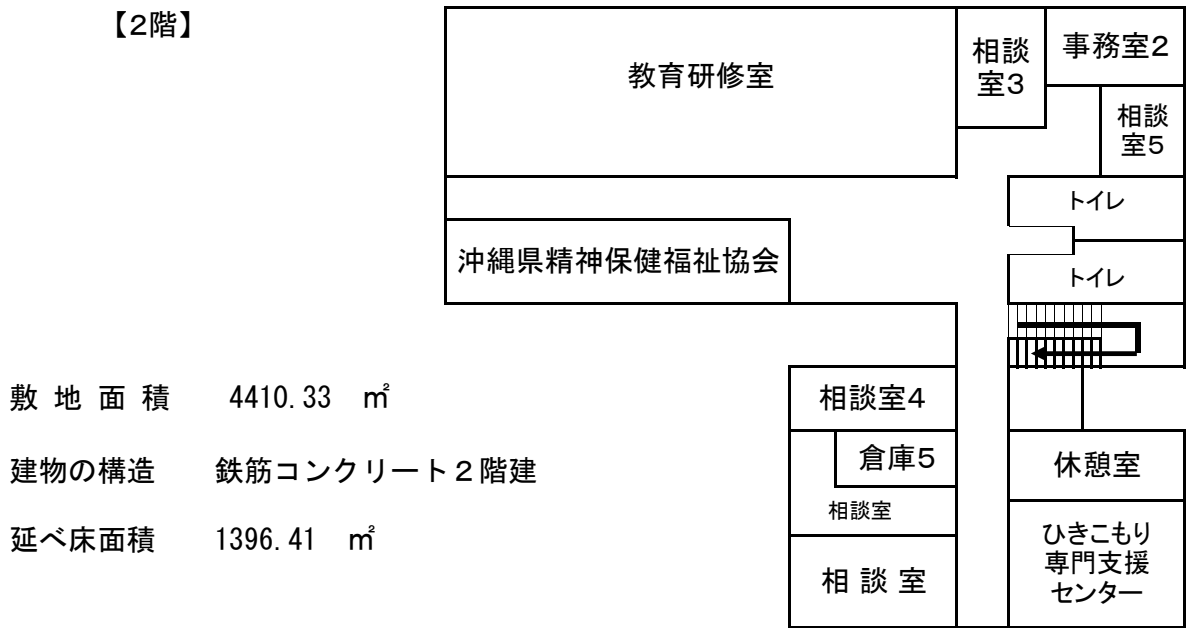 【2階】
教育研修室
相談
室3
事務室2
相談
室5
トイレ
沖縄県精神保健福祉協会
トイレ
敷 地 面 積 4410.33 ㎡
建物の構造 鉄筋コンクリート２階建
延べ床面積 1396.41 ㎡
相談室4
倉庫5
相談室
相 談 室
休憩室
ひきこもり
専門支援
センター